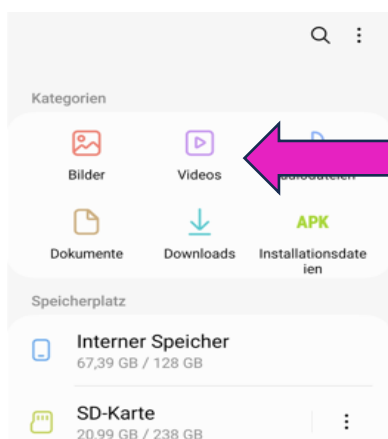 Kategorien
Bilder Videos
APK
Dokumente Downloads Installationsdate
ien
Speicherplatz
Interner Speicher
67,39 GB / 128 GB
SD-Karte
20,99 GB / 238 GB